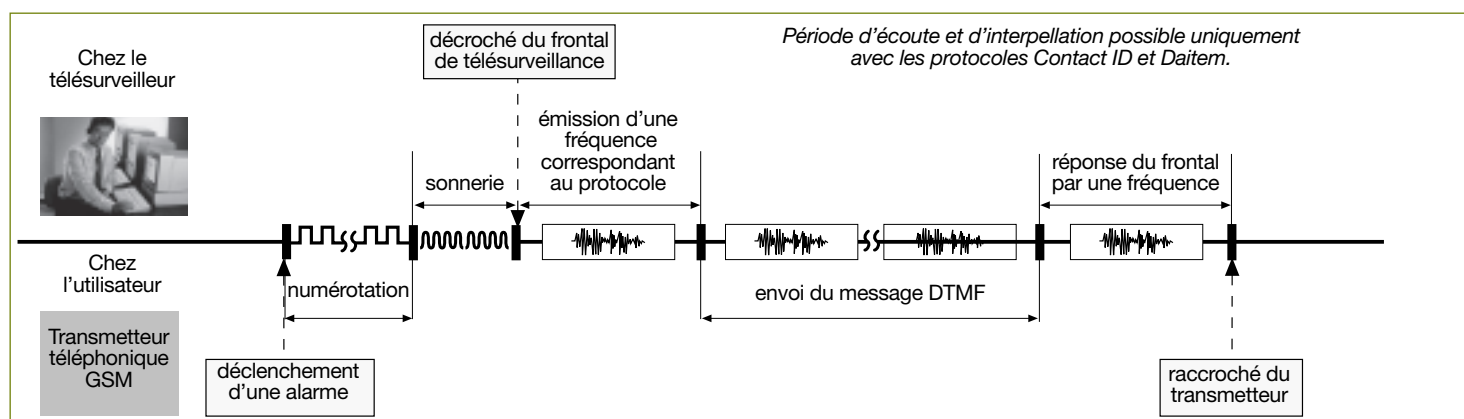 Chez le
télésurveilleur
décroché du frontal
de télésurveillance
Période d'écoute et d'interpellation possible uniquement
avec les protocoles Contact ID et Daitem.
sonnerie
émission d'une
fréquence
correspondant
au protocole
réponse du frontal
par une fréquence
Chez
l'utilisateur
numérotation
envoi du message DTMF
Transmetteur
téléphonique
GSM
déclenchement
d'une alarme
raccroché du
transmetteur